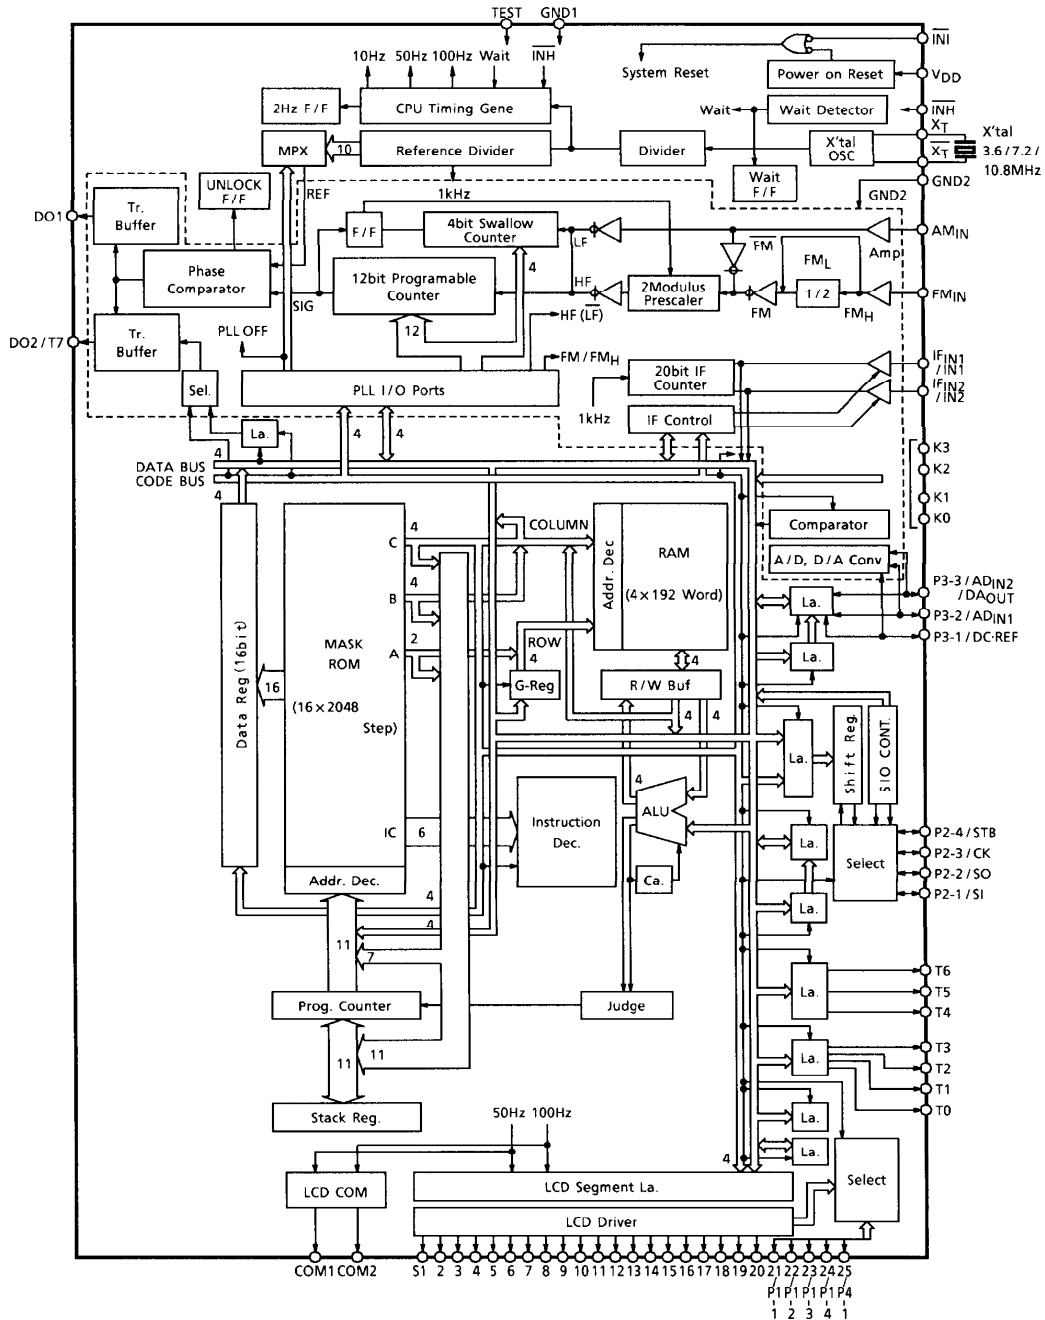 TEST GND1
10Hz 50Hz 100Hz Wait INH
System Reset
INI
Power on Reset
VDD
2Hz F/F
CPU Timing Gene
Wait
Wait Detector
INH
XT
MPX
10
Reference Divider
Divider
X'tal OSC
XT
X'tal
3.6/7.2/
10.8MHz
Wait F/F
GND2
GND2
UNLOCK F/F
REF
1kHz
DO1
Tr. Buffer
F/F
4bit Swallow Counter
LF
FM
Amp
AMIN
Phase Comparator
SIG
12bit Programable Counter
4
HF
2Modulus Prescaler
FM
FML
1/2
FMH
FMIN
12
HF (LF)
DO2/T7
Tr. Buffer
PLL OFF
FM/FMH
Sel.
PLL I/O Ports
20bit IF Counter
IFIN1
/IN1
IFIN2
/IN2
1kHz
IF Control
La.
4
4
K3
K2
K1
K0
DATA BUS
4
CODE BUS
4
Comparator
A/D, D/A Conv
Data Reg (16bit)
16
MASK
ROM
(16×2048
Step)
C
4
B
4
A
2
IC
6
Addr. Dec.
COLUMN
ROW
4
G-Reg
Addr. Dec
RAM
(4×192 Word)
4
R/W Buf
4
4
4
ALU
Ca.
Instruction Dec.
La.
La.
P3-3/ADIN2
/DAOUT
P3-2/ADIN1
P3-1/DC·REF
La.
Shift Reg.
SIO CONT.
La.
Select
La.
P2-4/STB
P2-3/CK
P2-2/SO
P2-1/SI
4
4
11
7
Prog. Counter
Judge
11
11
Stack Reg.
La.
T6
T5
T4
La.
T3
T2
T1
T0
La.
La.
Select
50Hz 100Hz
4
LCD COM
LCD Segment La.
LCD Driver
COM1 COM2
S1 2 3 4 5 6 7 8 9 10 11 12 13 14 15 16 17 18 19 20 21 22 23 24 25
/P1-1 /P1-2 /P1-3 /P1-4 /P4-1